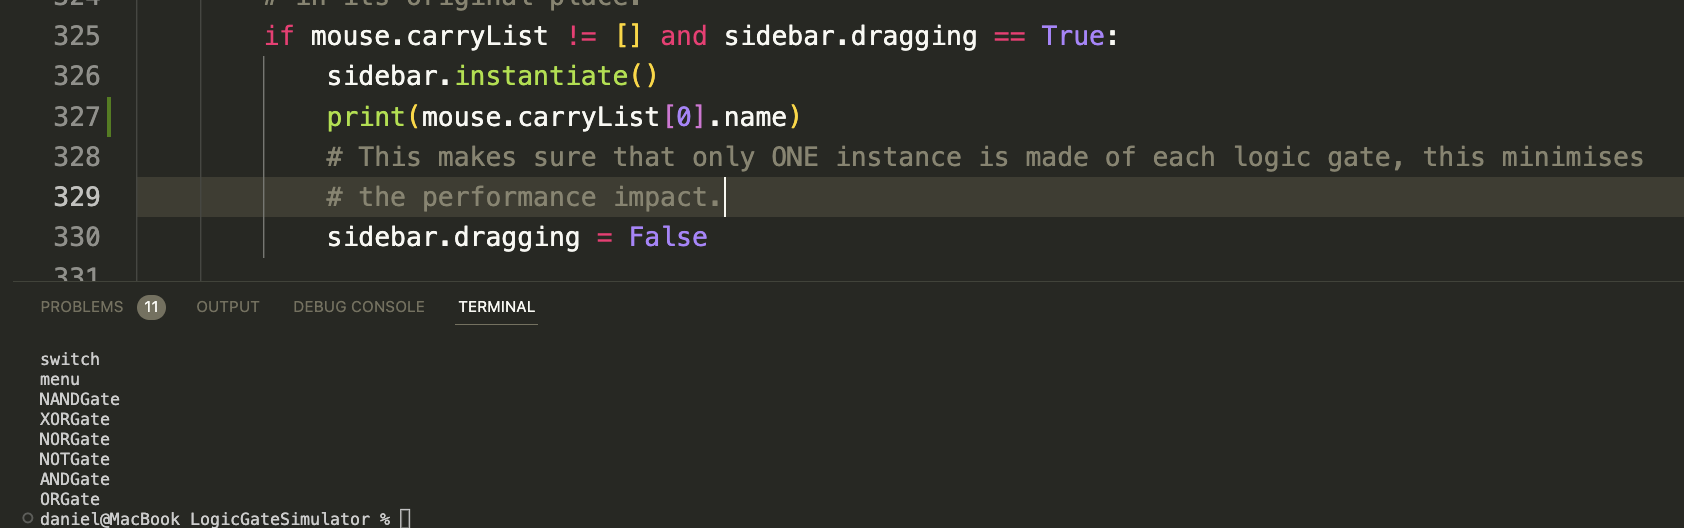 324 # in its original place.
325 if mouse.carryList != [] and sidebar.dragging == True:
326 sidebar.instantiate()
327 print(mouse.carryList[0].name)
328 # This makes sure that only ONE instance is made of each logic gate, this minimises
329 # the performance impact.
330 sidebar.dragging = False
331
PROBLEMS 11 OUTPUT DEBUG CONSOLE TERMINAL
switch
menu
NANDGate
XORGate
NORGate
NOTGate
ANDGate
ORGate
daniel@MacBook LogicGateSimulator %